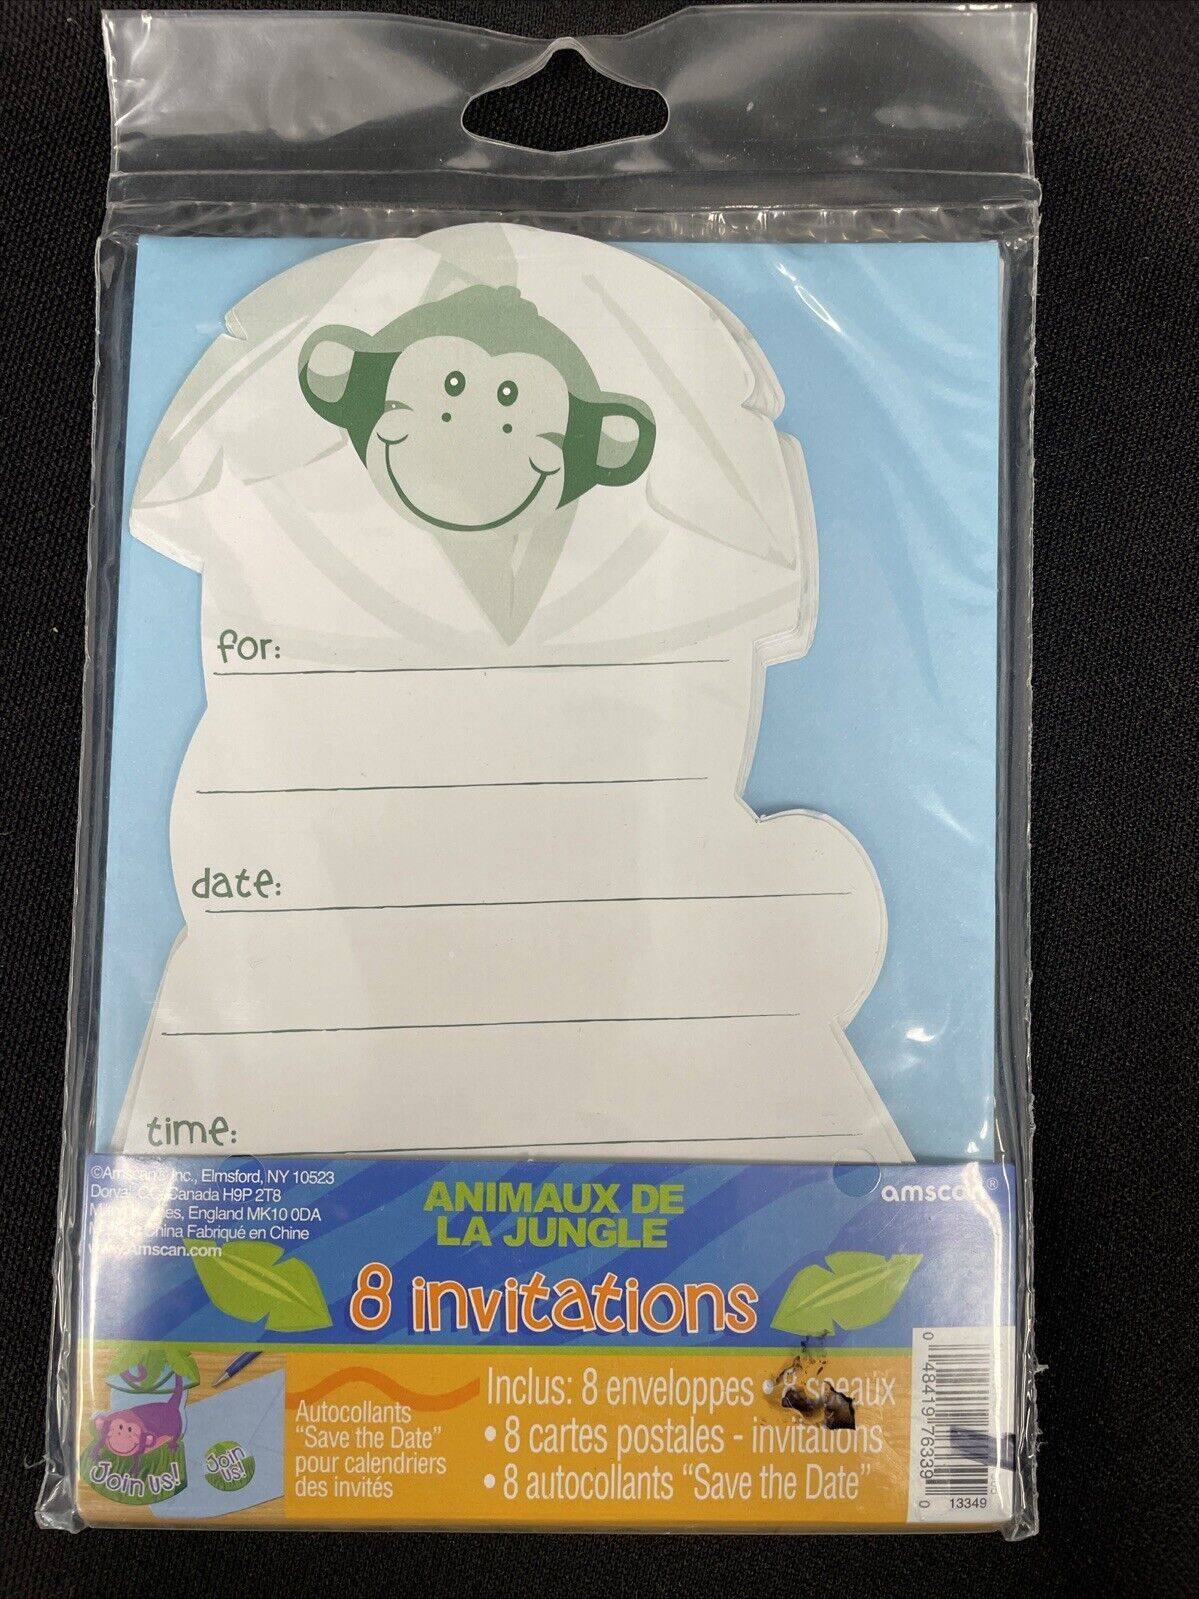 for:
date:
time:
©Amscan Inc., Elmsford, NY 10523
Dorval, Canada H9P 2T8
England MK10 0DA
China Fabriqué en Chine
www.Amscan.com
ANIMAUX DE
LA JUNGLE
amscan®
8 invitations
Join us!
Join
us!
Autocollants
"Save the Date"
pour calendriers
des invités
Inclus: 8 enveloppes • 8 sceaux
• 8 cartes postales - invitations
• 8 autocollants "Save the Date"
0 48419 76339 0
13349